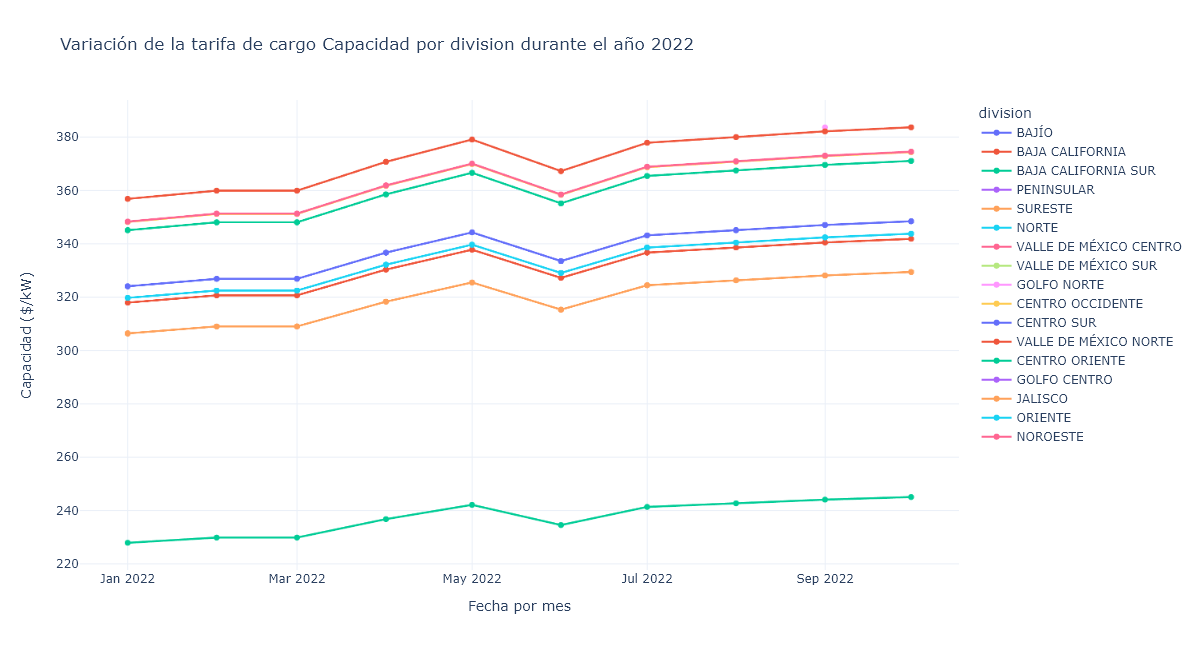 Variación de la tarifa de cargo Capacidad por division durante el año 2022
Capacidad ($/kW)
380
360
340
320
300
280
260
240
220
Jan 2022
Mar 2022
May 2022
Jul 2022
Sep 2022
Fecha por mes
division
BAJÍO
BAJA CALIFORNIA
BAJA CALIFORNIA SUR
PENINSULAR
SURESTE
NORTE
VALLE DE MÉXICO CENTRO
VALLE DE MÉXICO SUR
GOLFO NORTE
CENTRO OCCIDENTE
CENTRO SUR
VALLE DE MÉXICO NORTE
CENTRO ORIENTE
GOLFO CENTRO
JALISCO
ORIENTE
NOROESTE